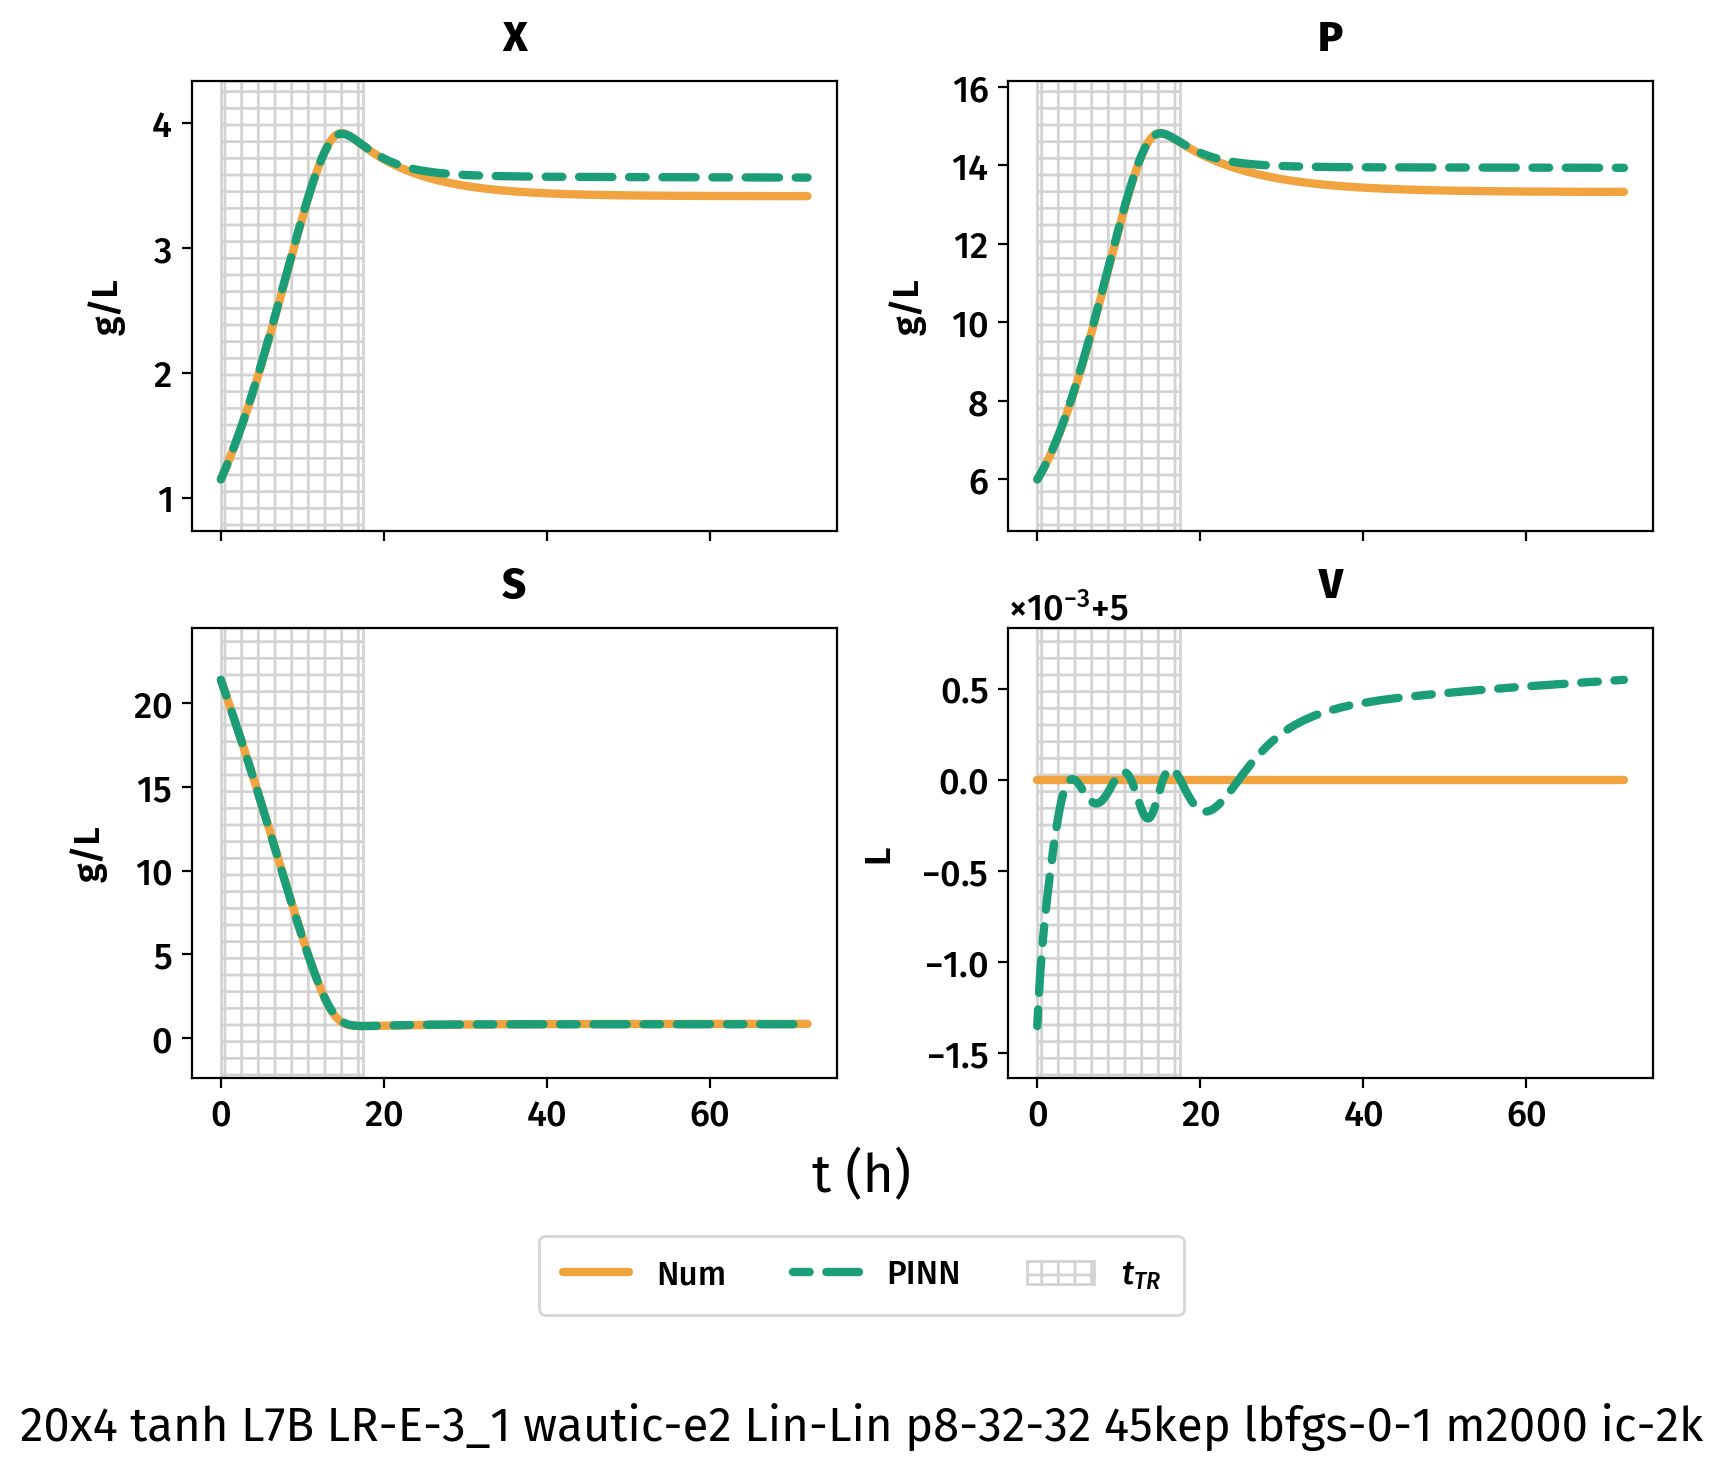 X
4
3
2
1
g/L
P
16
14
12
10
8
6
g/L
S
20
15
10
5
0
g/L
0 20 40 60
V
×10⁻³+5
0.5
0.0
−0.5
−1.0
−1.5
L
0 20 40 60
t (h)
Num PINN t_TR
20x4 tanh L7B LR-E-3_1 wautic-e2 Lin-Lin p8-32-32 45kep lbfgs-0-1 m2000 ic-2k